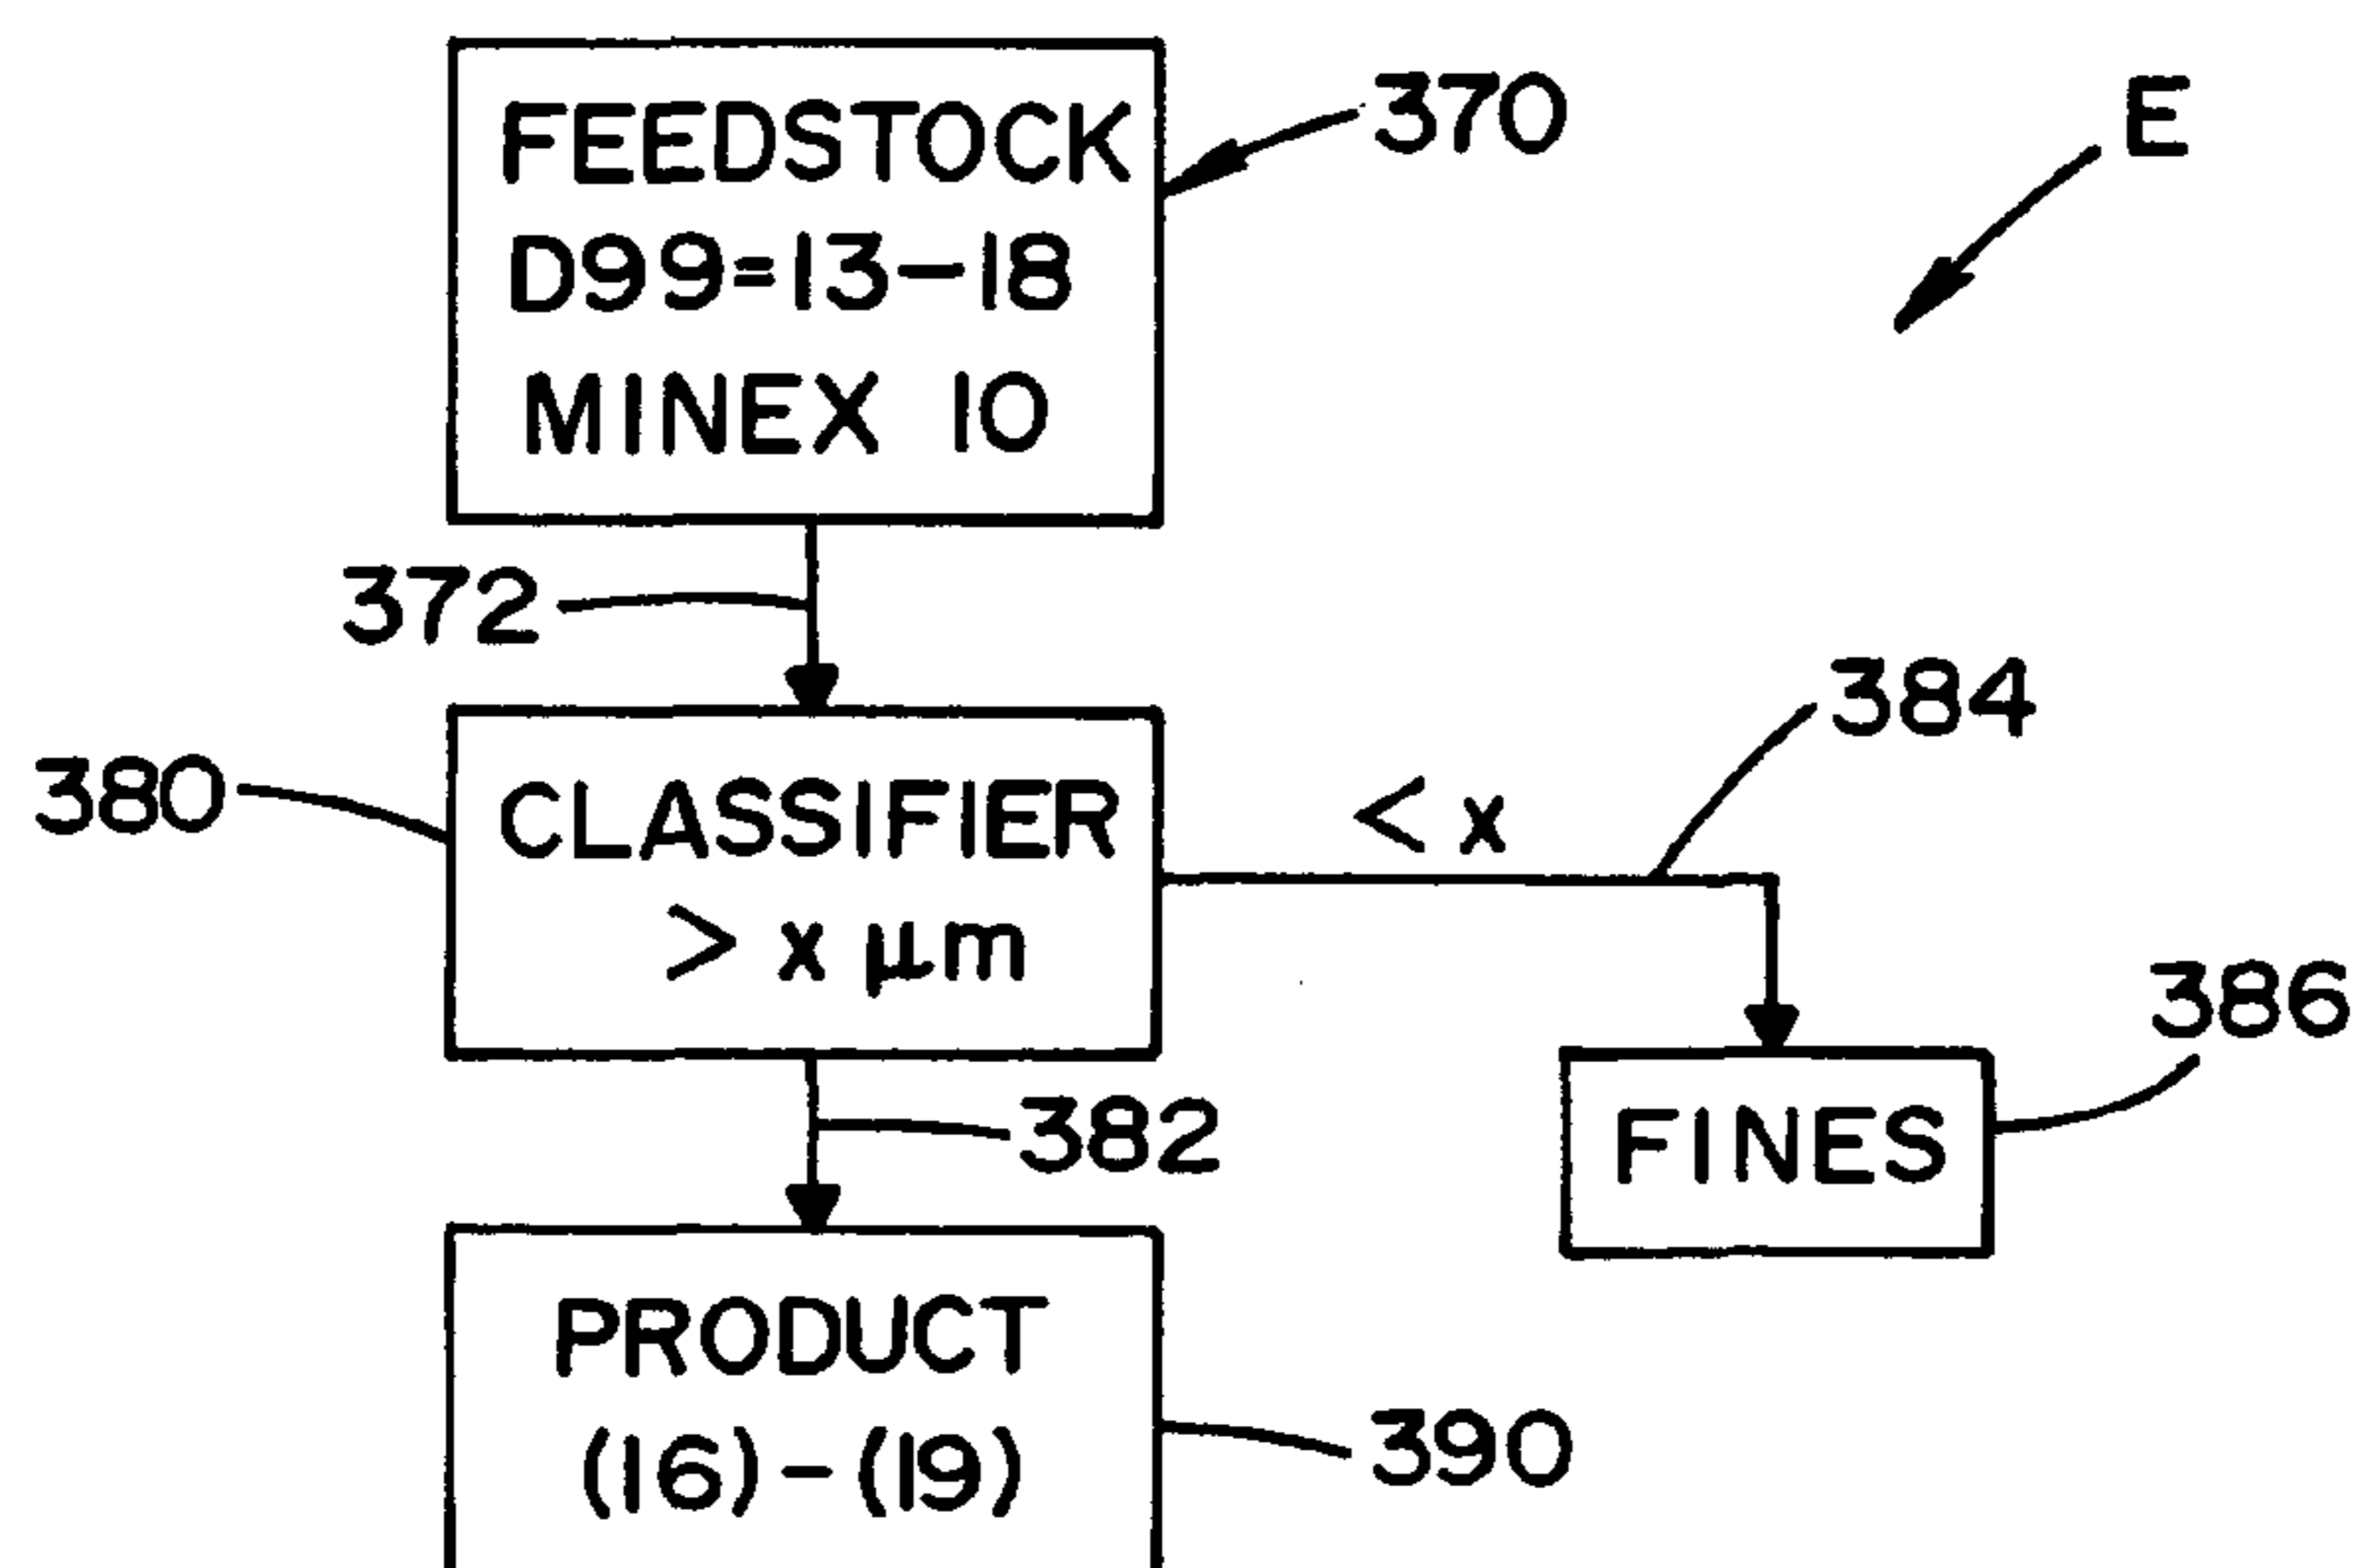 FEEDSTOCK
D99=13-18
MINEX 10
370
E
372
384
380
CLASSIFIER
> x μm
< x
386
FINES
382
PRODUCT
(16)-(19)
390